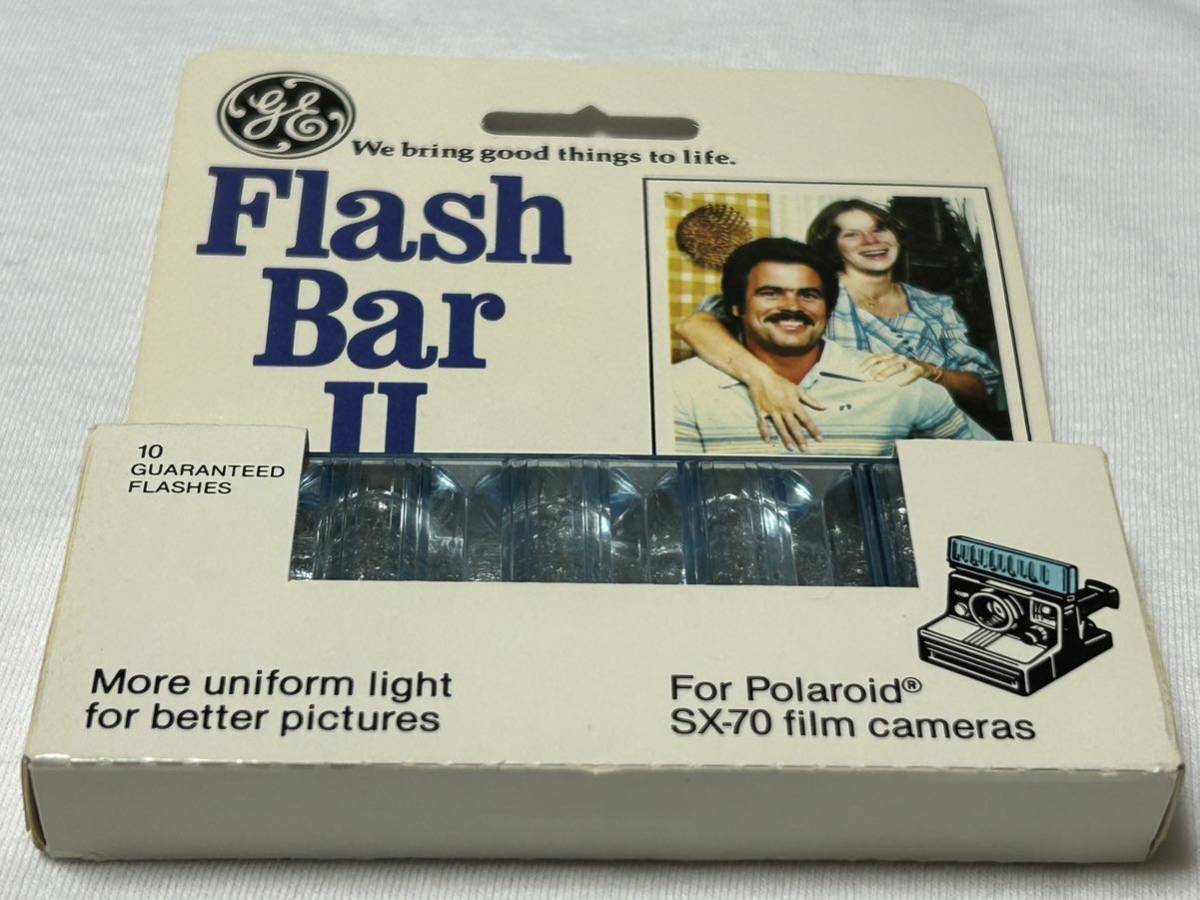 GE
We bring good things to life.
Flash
Bar
II
10
GUARANTEED
FLASHES
More uniform light
for better pictures
For Polaroid®
SX-70 film cameras